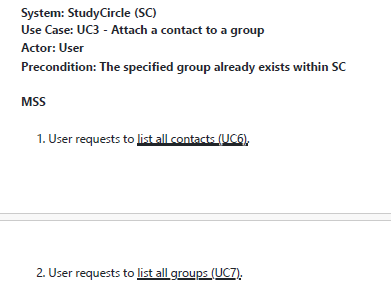 System: StudyCircle (SC)
Use Case: UC3 - Attach a contact to a group
Actor: User
Precondition: The specified group already exists within SC
MSS
1. User requests to list all contacts (UC6).
2. User requests to list all groups (UC7).